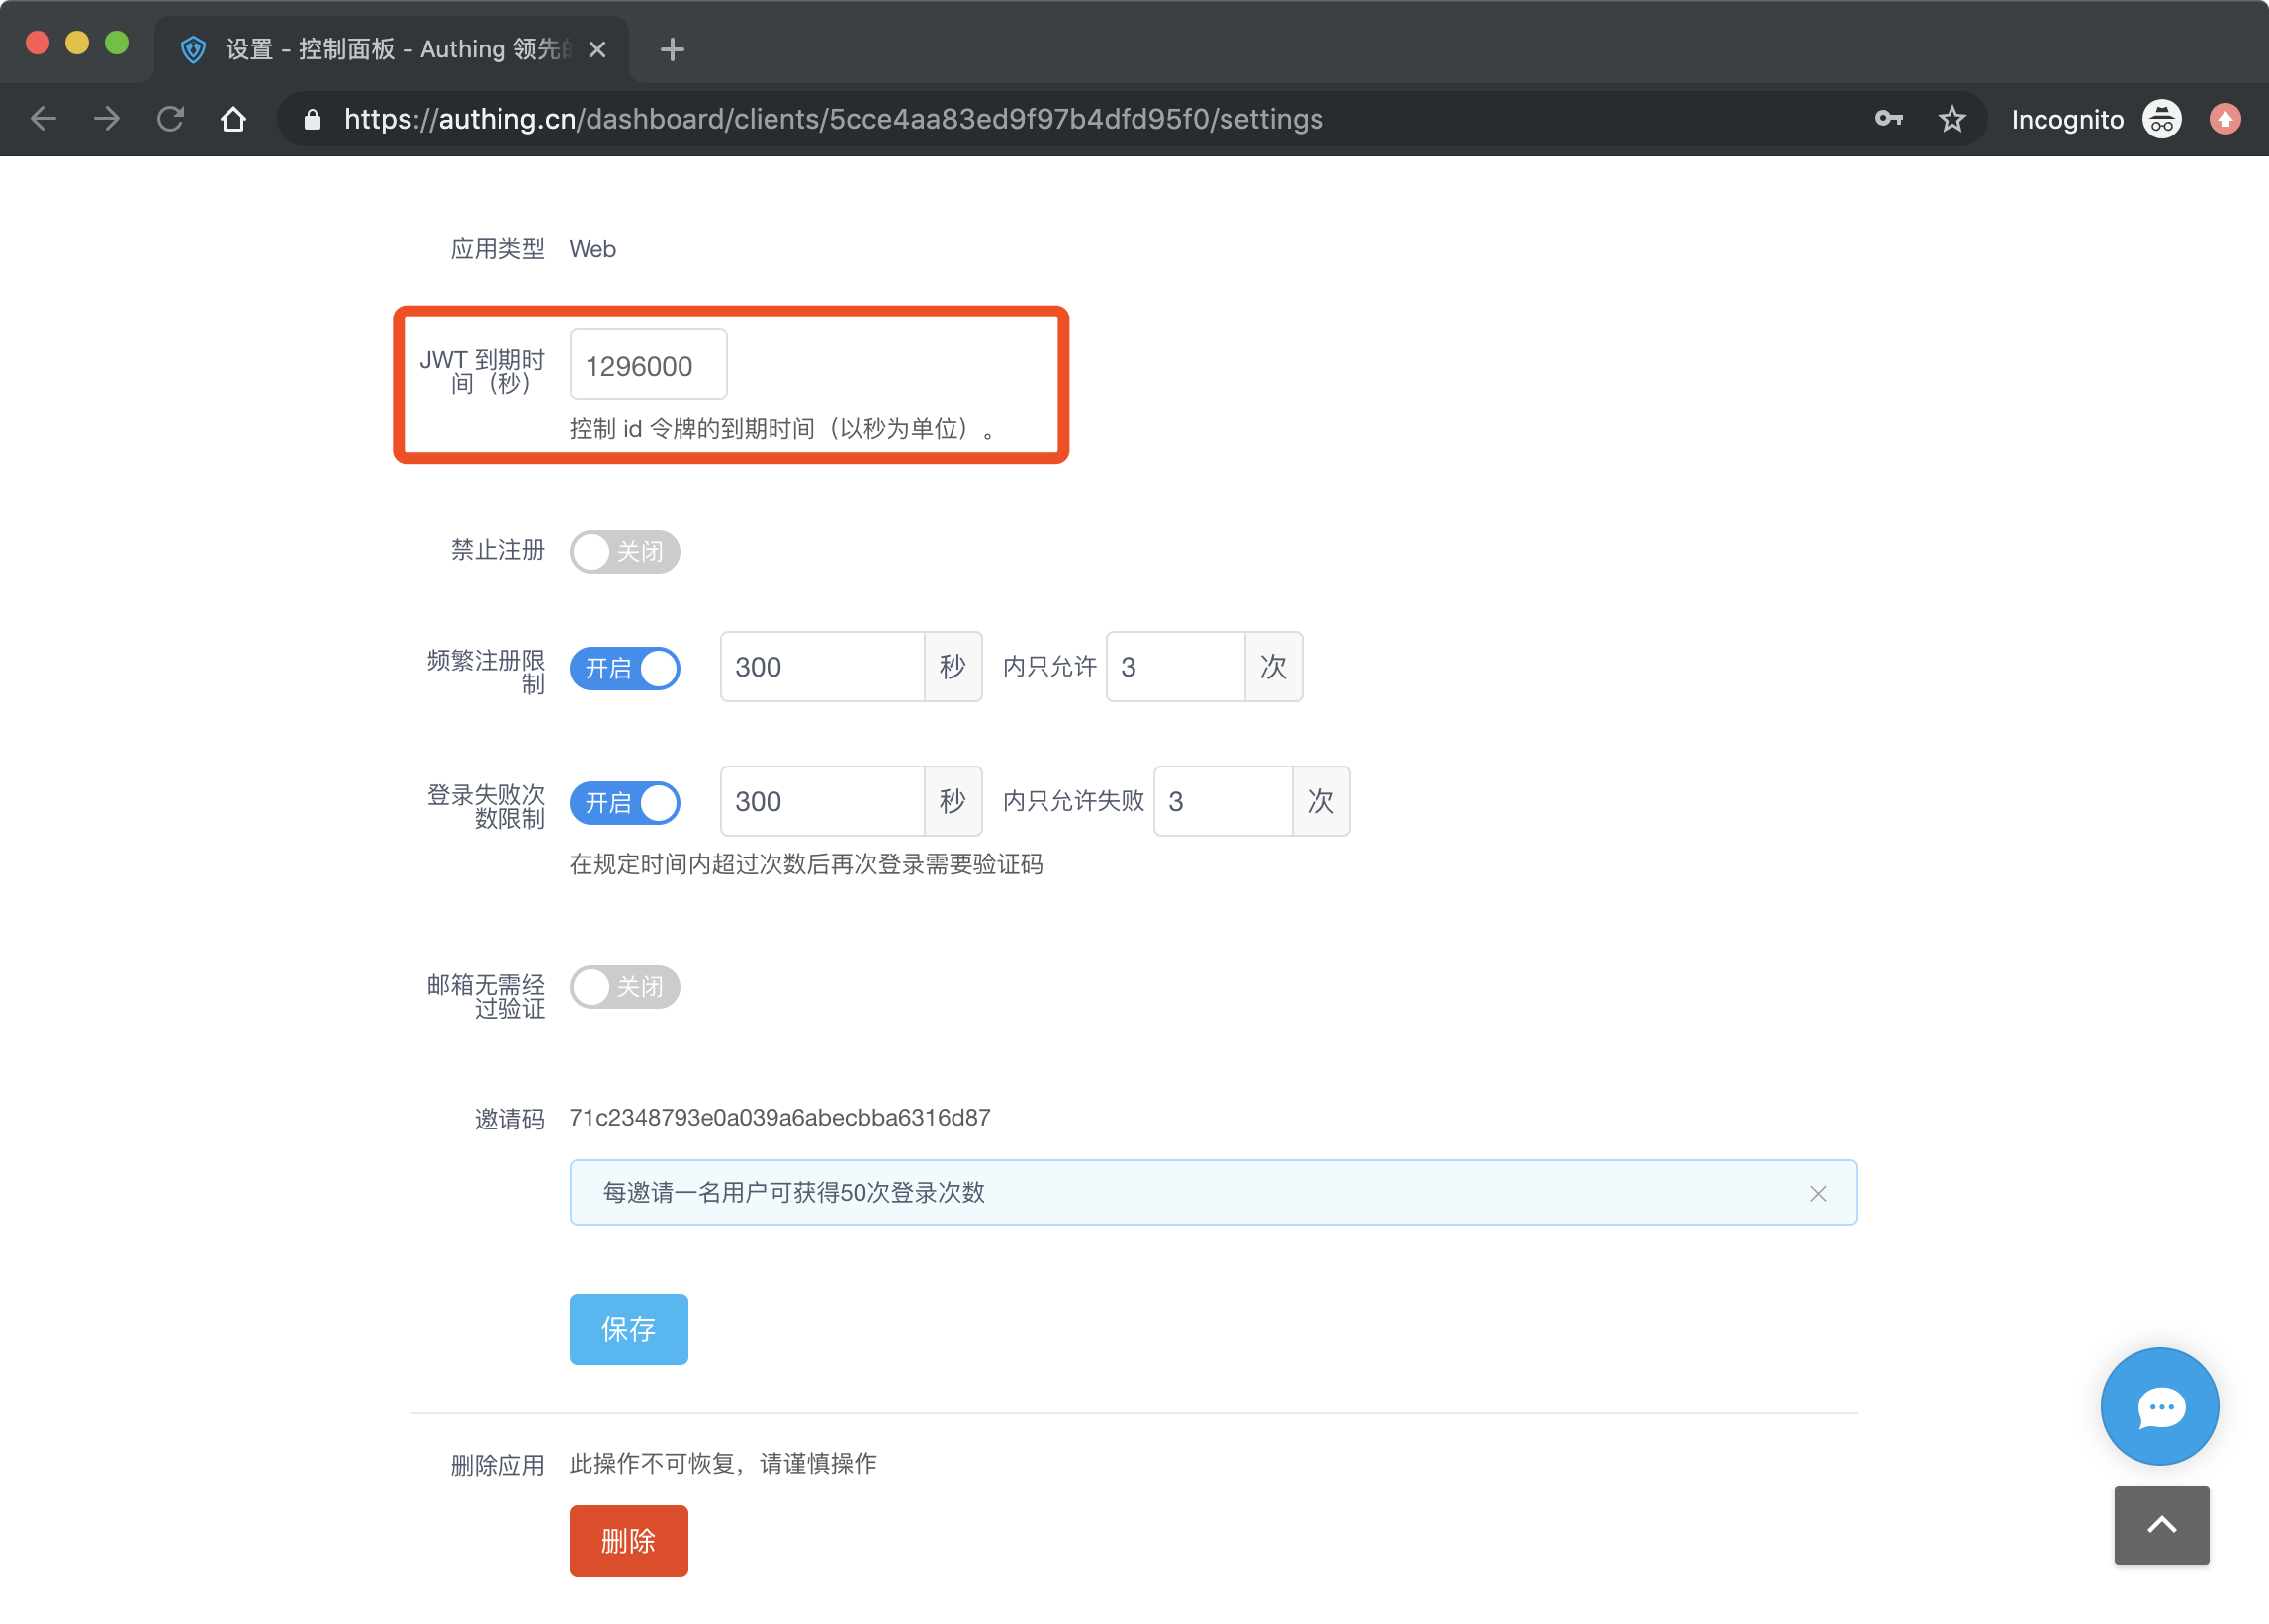 设置 - 控制面板 - Authing 领先
https://authing.cn/dashboard/clients/5cce4aa83ed9f97b4dfd95f0/settings
Incognito
应用类型 Web
JWT 到期时
间（秒）
1296000
控制 id 令牌的到期时间（以秒为单位）。
禁止注册 关闭
频繁注册限
制
开启 300 秒 内只允许 3 次
登录失败次
数限制
开启 300 秒 内只允许失败 3 次
在规定时间内超过次数后再次登录需要验证码
邮箱无需经
过验证
关闭
邀请码 71c2348793e0a039a6abecbba6316d87
每邀请一名用户可获得50次登录次数
保存
删除应用 此操作不可恢复，请谨慎操作
删除